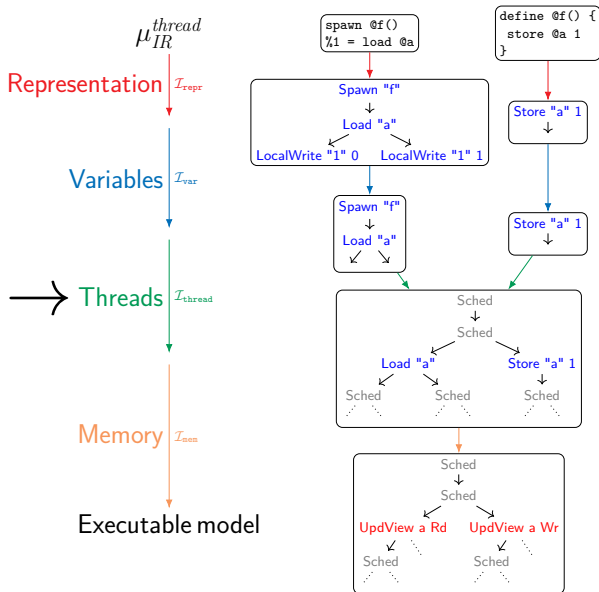 μ_IR^thread
Representation I_repr
Variables I_var
Threads I_thread
Memory I_mem
Executable model
spawn @f()
%1 = load @a
define @f() {
store @a 1
}
Spawn "f"
Load "a"
LocalWrite "1" 0 LocalWrite "1" 1
Store "a" 1
Spawn "f"
Load "a"
Store "a" 1
Sched
Sched
Load "a" Store "a" 1
Sched Sched Sched
Sched
Sched
UpdView a Rd UpdView a Wr
Sched Sched